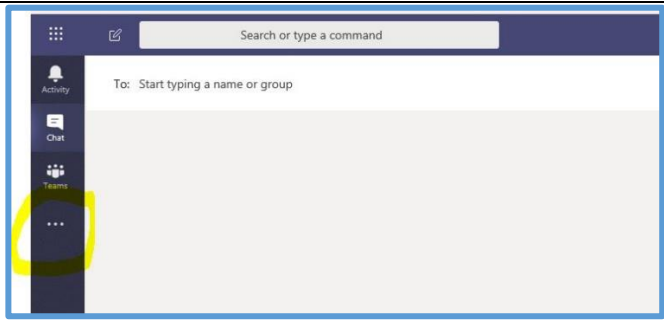 Search or type a command
Activity
To: Start typing a name or group
Chat
Teams
...